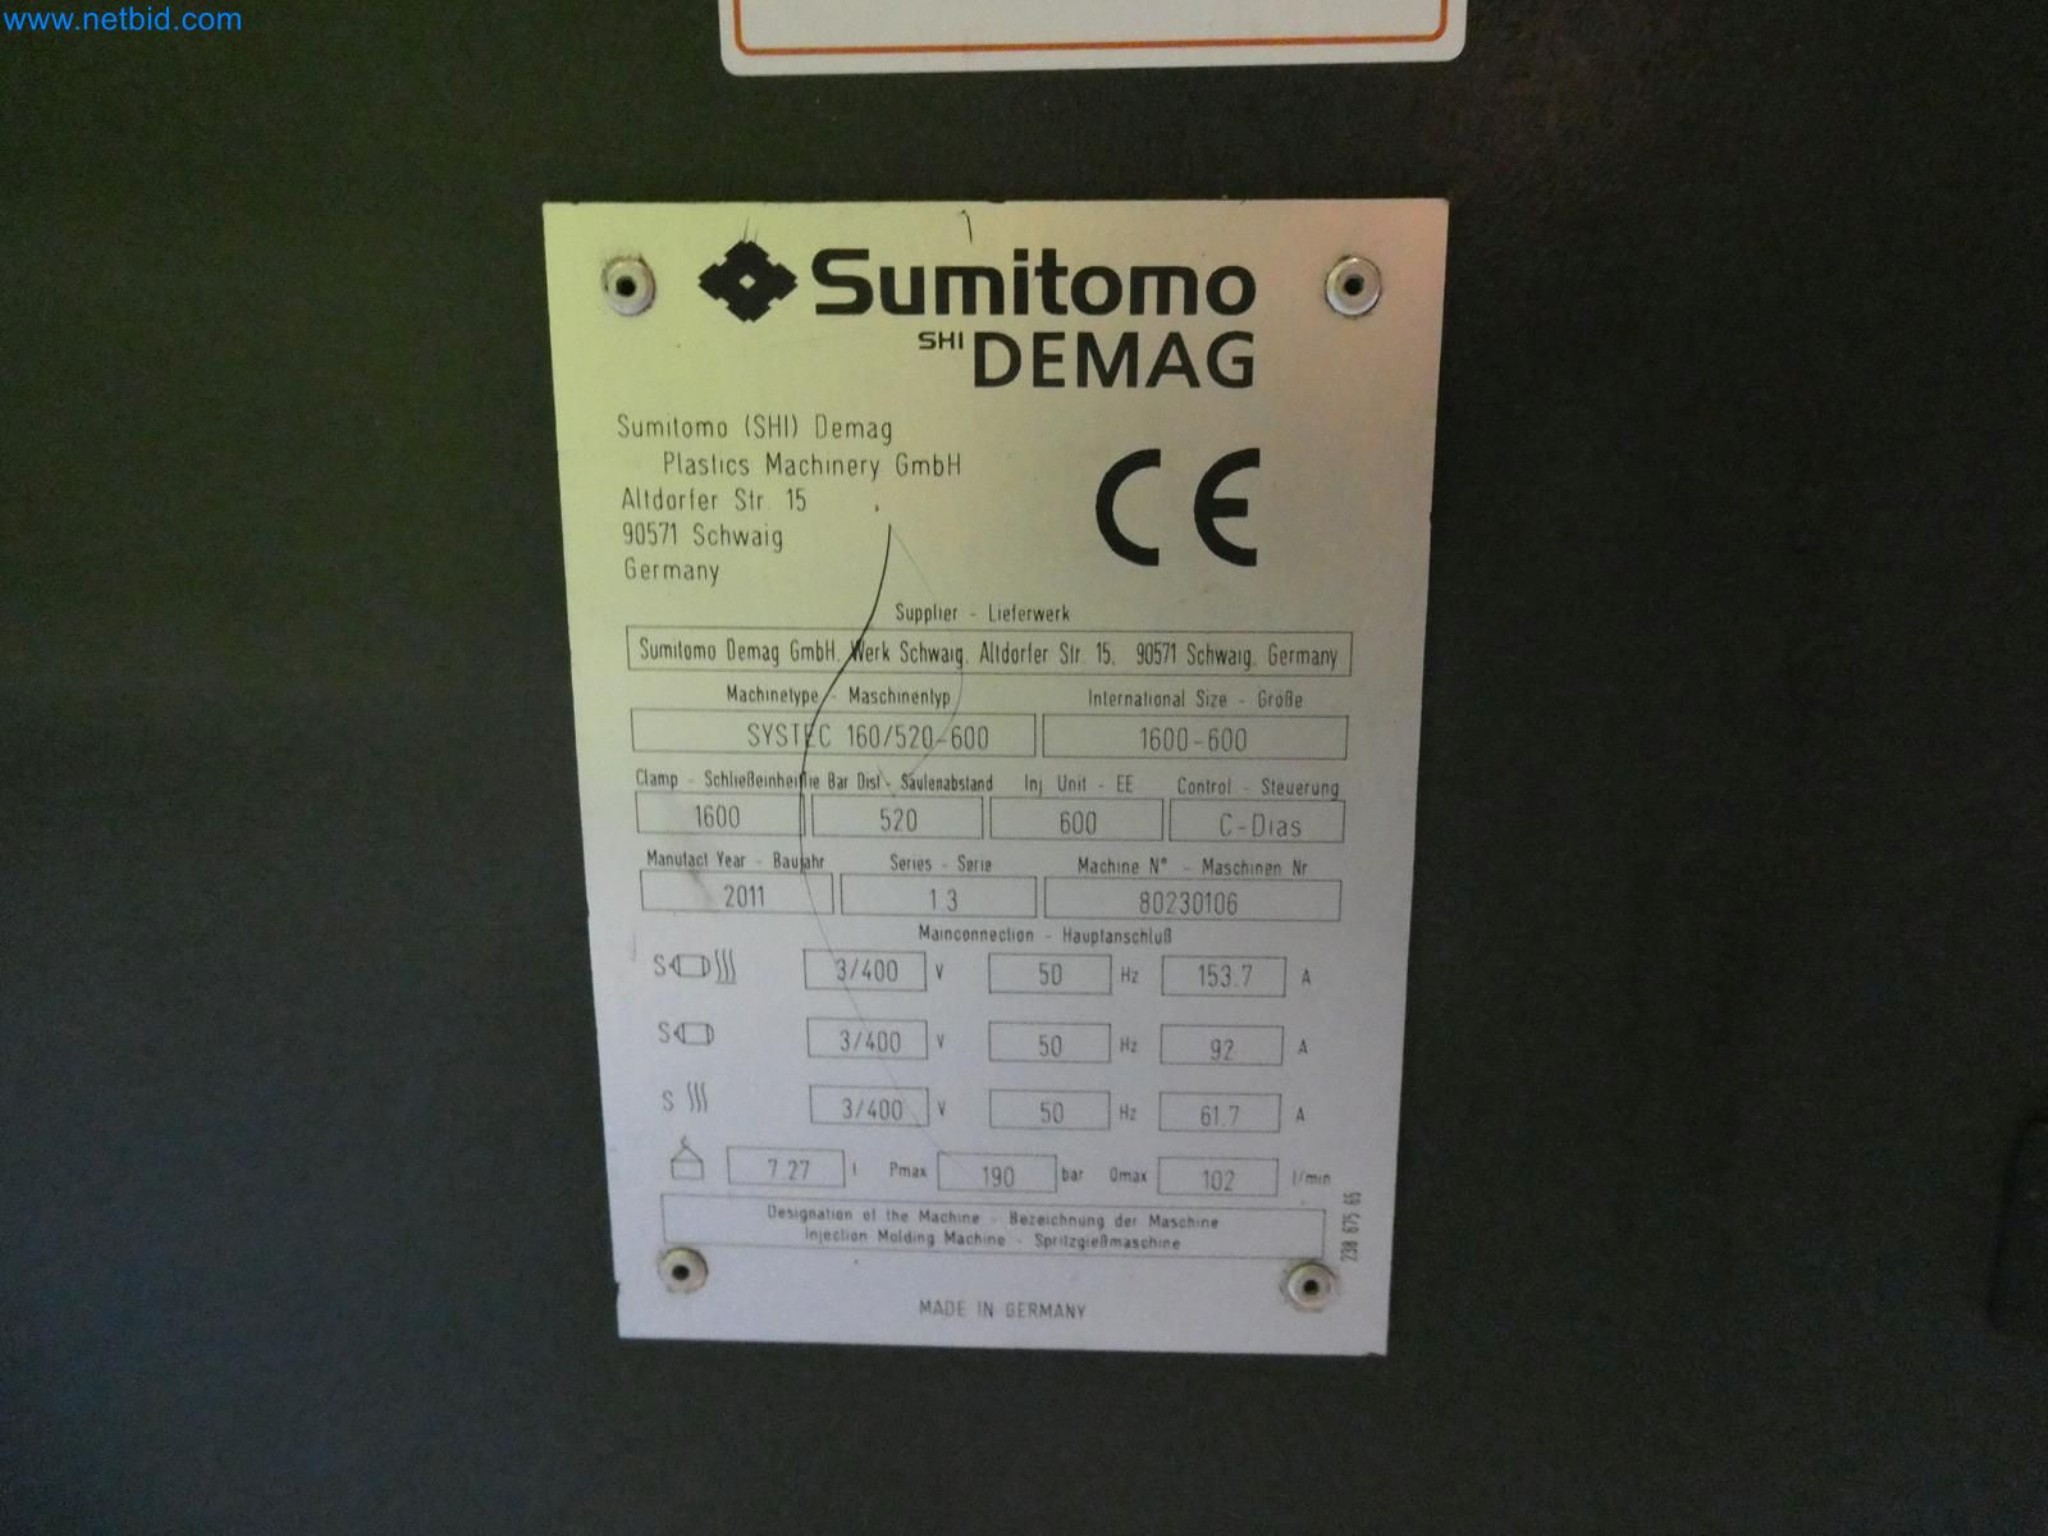 www.netbid.com
Sumitomo
SHI DEMAG
Sumitomo (SHI) Demag
Plastics Machinery GmbH
Altdorfer Str. 15
90571 Schwaig
Germany
CE
Supplier - Lieferwerk
Sumitomo Demag GmbH, Werk Schwaig, Altdorfer Str. 15, 90571 Schwaig, Germany
Machinetype - Maschinentyp International Size - Größe
SYSTEC 160/520-600 1600-600
Clamp - Schließeinheit Tie Bar Dist - Säulenabstand Inj Unit - EE Control - Steuerung
1600 520 600 C-Dias
Manufact Year - Baujahr Series - Serie Machine N° - Maschinen Nr
2011 1.3 80230106
Mainconnection - Hauptanschluß
S 3/400 V 50 Hz 153.7 A
S 3/400 V 50 Hz 92 A
S 3/400 V 50 Hz 61.7 A
7.27 t Pmax 190 bar Qmax 102 l/min
Designation of the Machine - Bezeichnung der Maschine
Injection Molding Machine - Spritzgießmaschine
238 675 65
MADE IN GERMANY